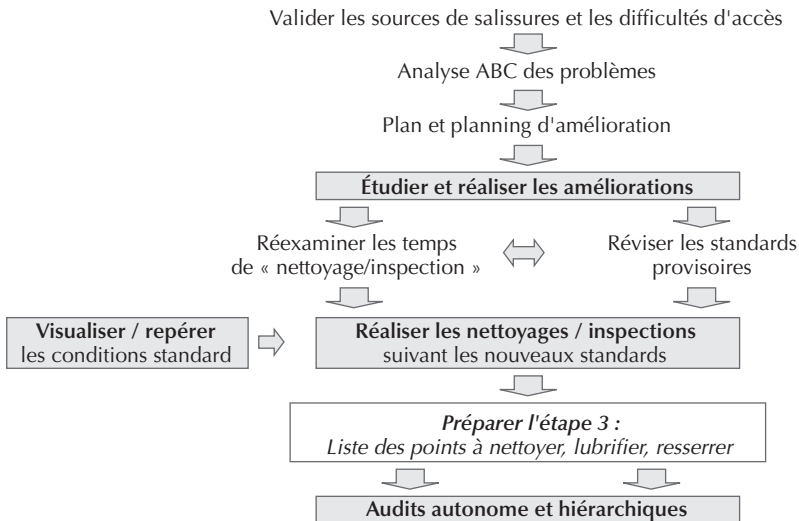 Valider les sources de salissures et les difficultés d'accès
Analyse ABC des problèmes
Plan et planning d'amélioration
Étudier et réaliser les améliorations
Réexaminer les temps
de « nettoyage/inspection »
Réviser les standards
provisoires
Visualiser / repérer
les conditions standard
Réaliser les nettoyages / inspections
suivant les nouveaux standards
Préparer l'étape 3 :
Liste des points à nettoyer, lubrifier, resserrer
Audits autonome et hiérarchiques